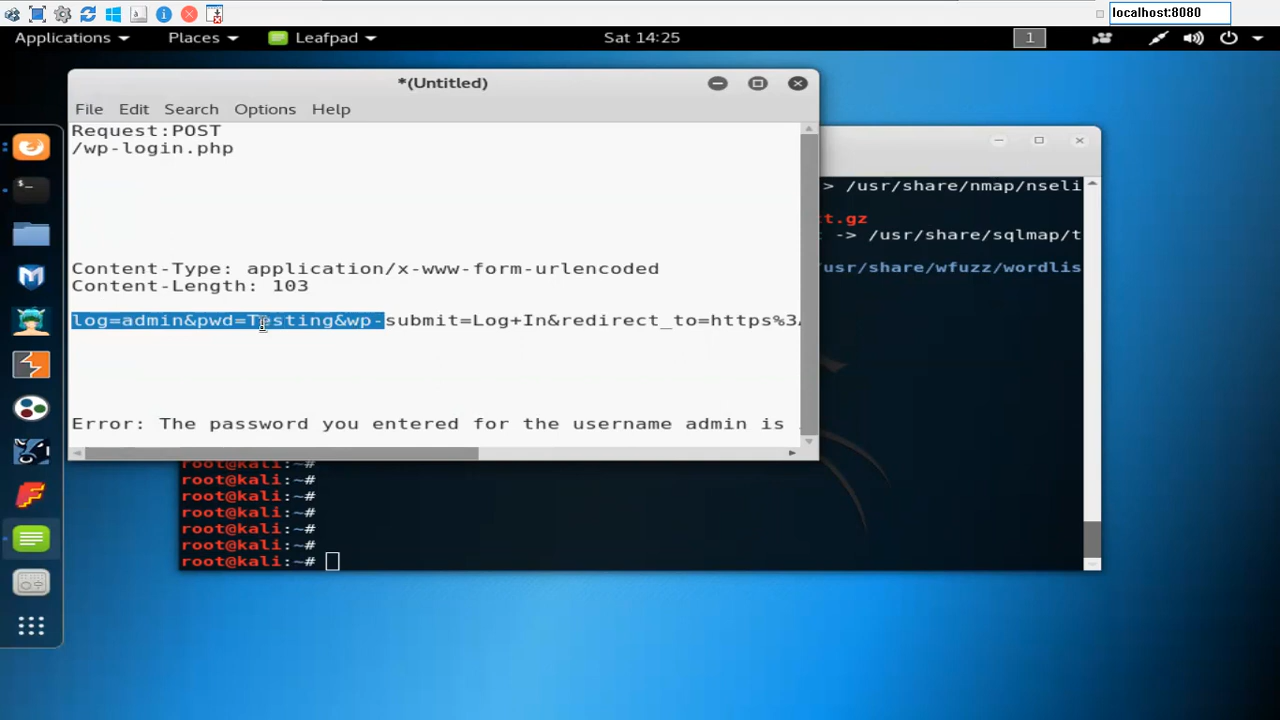 localhost:8080
Applications Places Leafpad Sat 14:25 1
*(Untitled)
File Edit Search Options Help
Request:POST
/wp-login.php
Content-Type: application/x-www-form-urlencoded
Content-Length: 103
log=admin&pwd=Testing&wp-submit=Log+In&redirect_to=https%3
Error: The password you entered for the username admin is
> /usr/share/nmap/nseli
t.gz
-> /usr/share/sqlmap/t
usr/share/wfuzz/wordlis
root@kali:~#
root@kali:~#
root@kali:~#
root@kali:~#
root@kali:~#
root@kali:~#
root@kali:~#